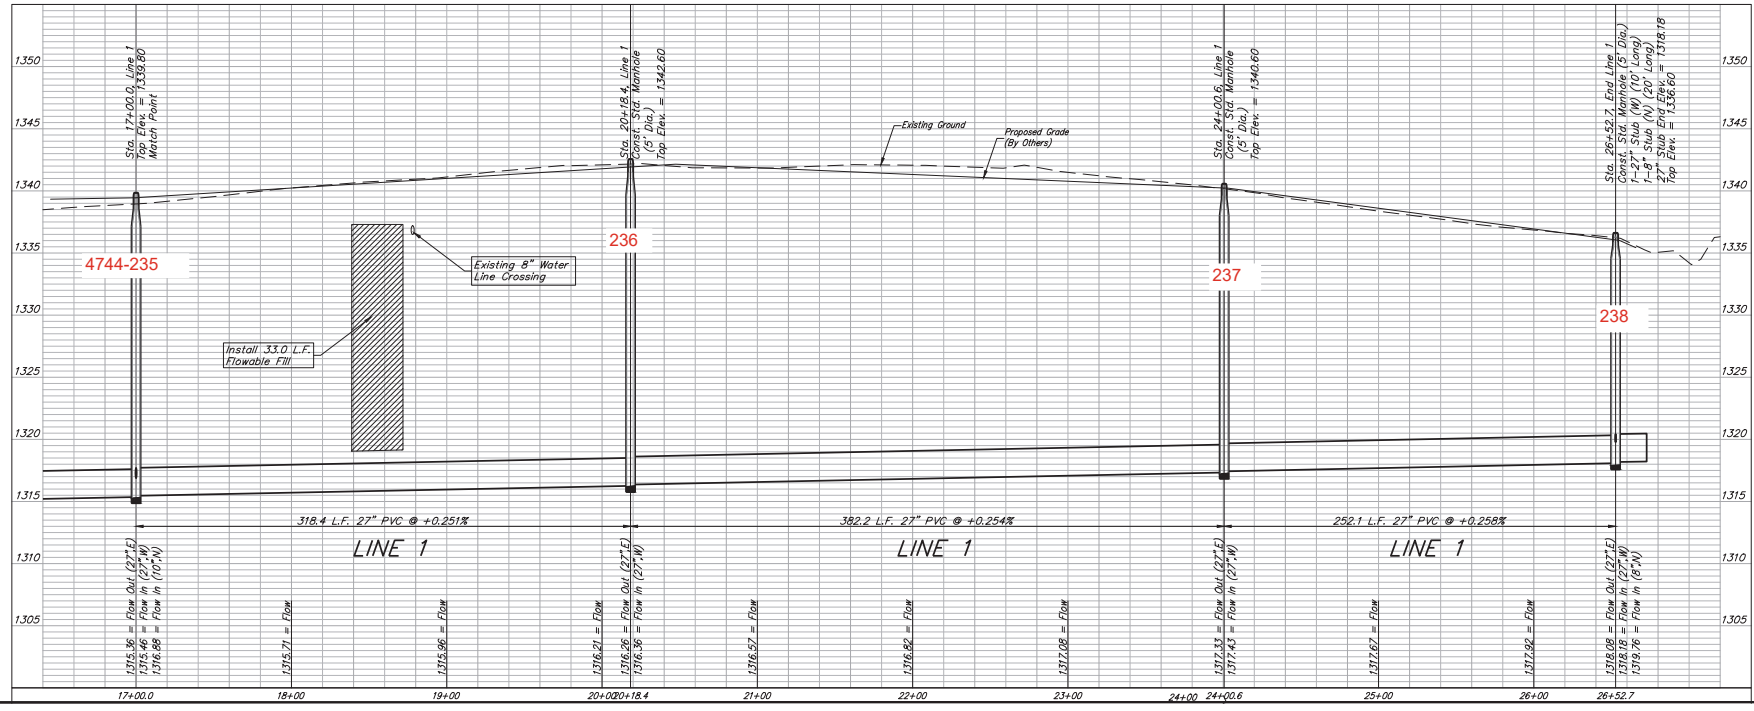 1350
1345
1340
1335
1330
1325
1320
1315
1310
1305
Sta. 17+00.0, Line 1
Top Elev. = 1339.80
Match Point
Sta. 20+18.4, Line 1
Const. Std. Manhole
(5' Dia.)
Top Elev. = 1342.60
Existing Ground
Proposed Grade
(By Others)
Sta. 24+00.6, Line 1
Const. Std. Manhole
(5' Dia.)
Top Elev. = 1340.60
Sta. 26+52.7, End Line 1
Const. Std. Manhole (5' Dia.)
1-27" Stub (W) (10' Long)
1-8" Stub (N) (20' Long)
27" Stub End Elev. = 1318.18
Top Elev. = 1336.60
1350
1345
1340
1335
1330
1325
1320
1315
1310
1305
4744-235
236
237
238
Existing 8" Water
Line Crossing
Install 33.0 L.F.
Flowable Fill
318.4 L.F. 27" PVC @ +0.251%
382.2 L.F. 27" PVC @ +0.254%
252.1 L.F. 27" PVC @ +0.258%
LINE 1
LINE 1
LINE 1
1315.36 = Flow Out (27",E)
1315.46 = Flow In (27",W)
1316.88 = Flow In (10",N)
1315.71 = Flow
1315.96 = Flow
1316.21 = Flow
1316.26 = Flow Out (27",E)
1316.36 = Flow In (27",W)
1316.57 = Flow
1316.82 = Flow
1317.08 = Flow
1317.33 = Flow Out (27",E)
1317.43 = Flow In (27",W)
1317.67 = Flow
1317.92 = Flow
1318.08 = Flow Out (27",E)
1318.18 = Flow In (27",W)
1319.76 = Flow In (8",N)
17+00.0
18+00
19+00
20+00
20+18.4
21+00
22+00
23+00
24+00
24+00.6
25+00
26+00
26+52.7